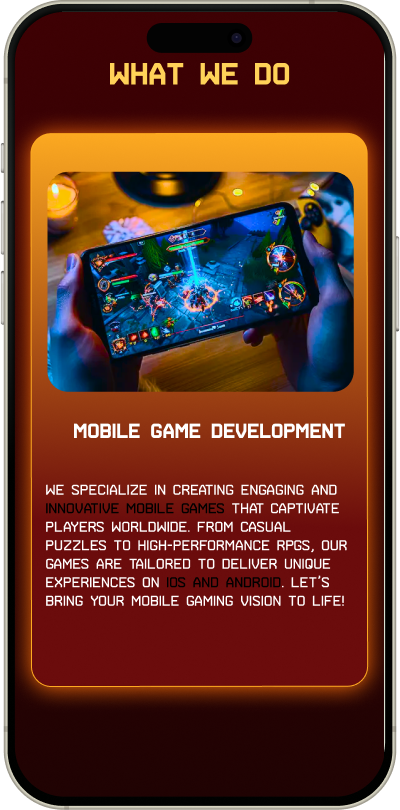 WHAT WE DO
MOBILE GAME DEVELOPMENT
WE SPECIALIZE IN CREATING ENGAGING AND
INNOVATIVE MOBILE GAMES THAT CAPTIVATE
PLAYERS WORLDWIDE. FROM CASUAL
PUZZLES TO HIGH-PERFORMANCE RPGS, OUR
GAMES ARE TAILORED TO DELIVER UNIQUE
EXPERIENCES ON IOS AND ANDROID. LET'S
BRING YOUR MOBILE GAMING VISION TO LIFE!